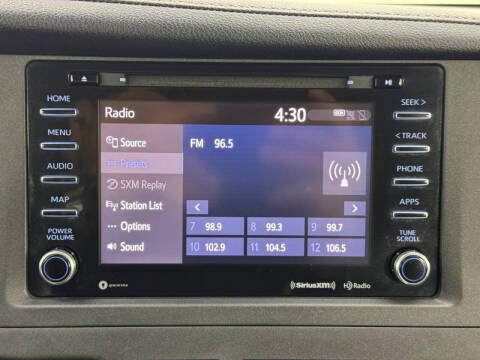 HOME
MENU
AUDIO
MAP
POWER
VOLUME
SEEK >
< TRACK
PHONE
APPS
TUNE
SCROLL
Radio
4:30
Source
Presets
SXM Replay
Station List
Options
Sound
FM 96.5
7 98.9
8 99.3
9 99.7
10 102.9
11 104.5
12 106.5
((SiriusXM))
HD Radio